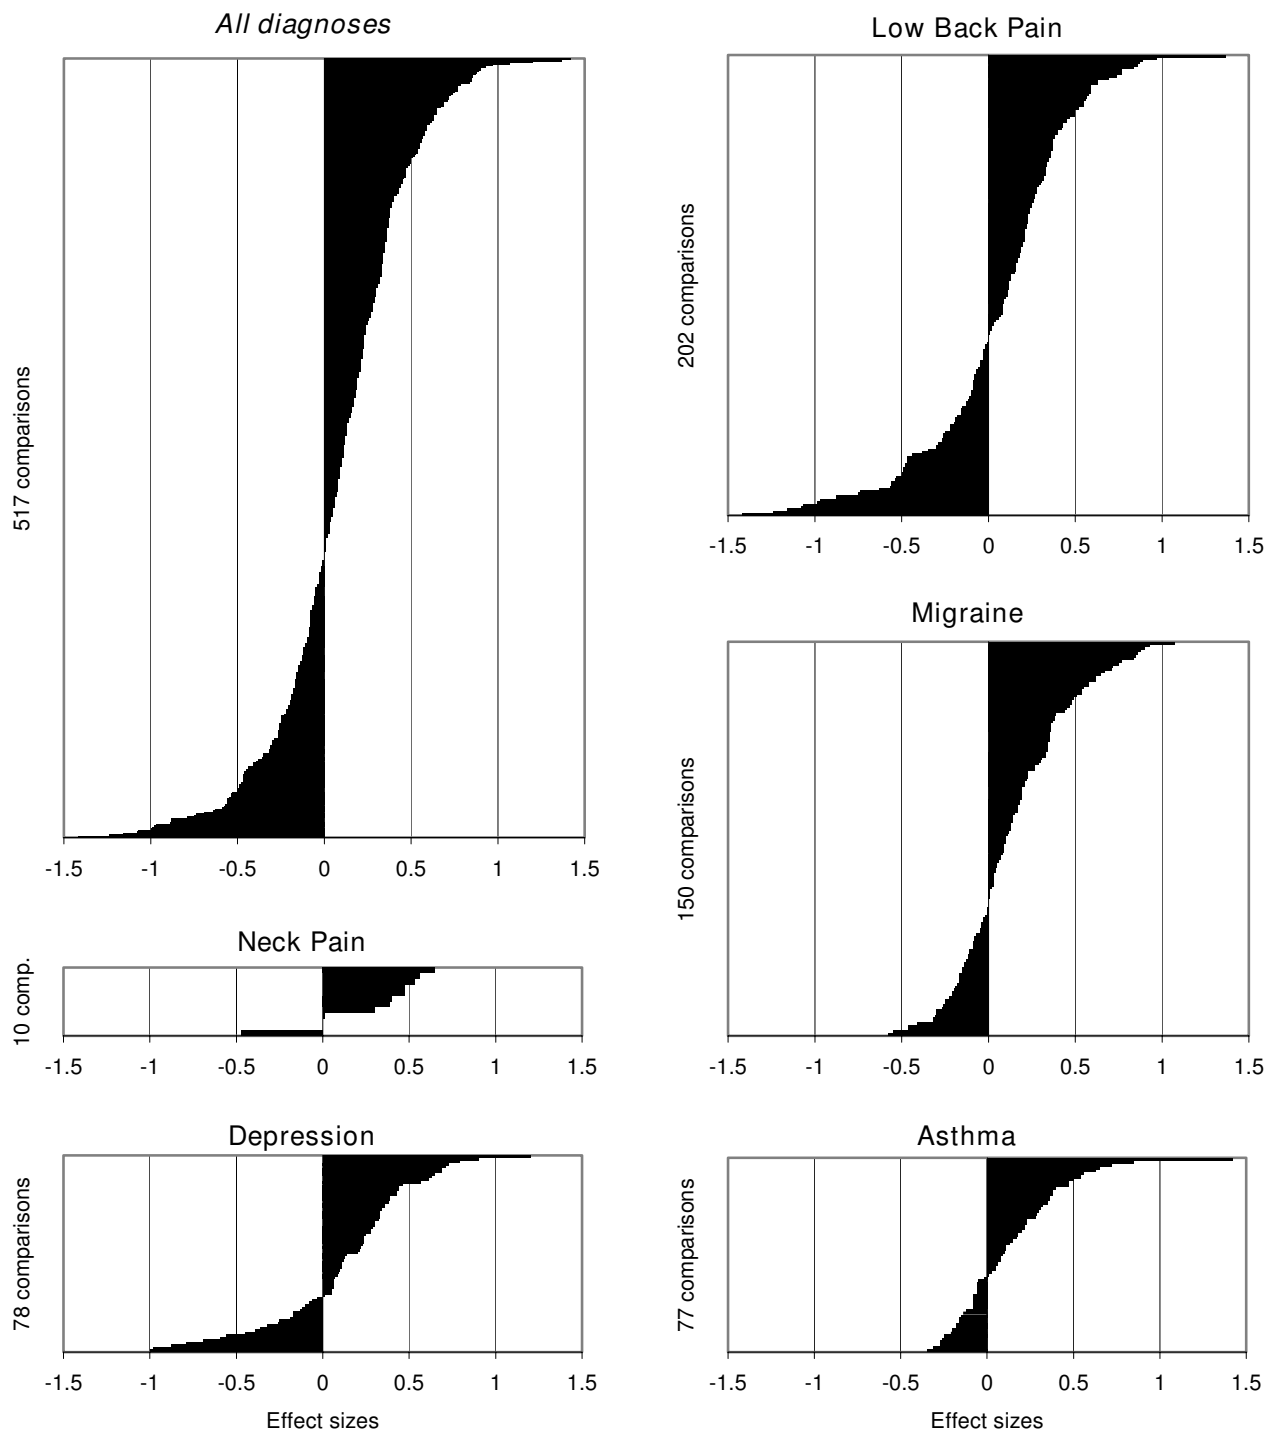 All diagnoses
517 comparisons
-1.5 -1 -0.5 0 0.5 1 1.5
Low Back Pain
202 comparisons
-1.5 -1 -0.5 0 0.5 1 1.5
Migraine
150 comparisons
-1.5 -1 -0.5 0 0.5 1 1.5
Neck Pain
10 comp.
-1.5 -1 -0.5 0 0.5 1 1.5
Depression
78 comparisons
-1.5 -1 -0.5 0 0.5 1 1.5
Effect sizes
Asthma
77 comparisons
-1.5 -1 -0.5 0 0.5 1 1.5
Effect sizes